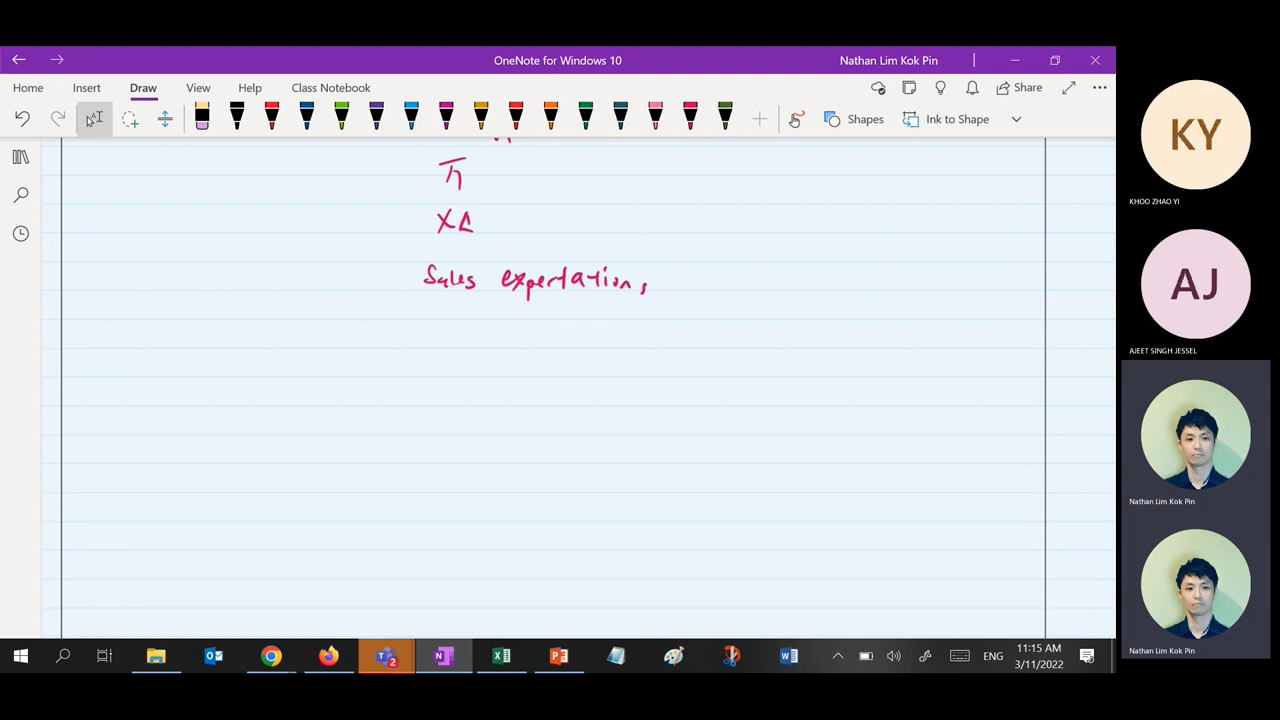 OneNote for Windows 10
Nathan Lim Kok Pin
Home Insert Draw View Help Class Notebook
Share
Shapes
Ink to Shape
π
Sales expectations
KY
KHOO ZHAO YI
AJ
AJEET SINGH JESSEL
Nathan Lim Kok Pin
Nathan Lim Kok Pin
2
ENG
11:15 AM
3/11/2022